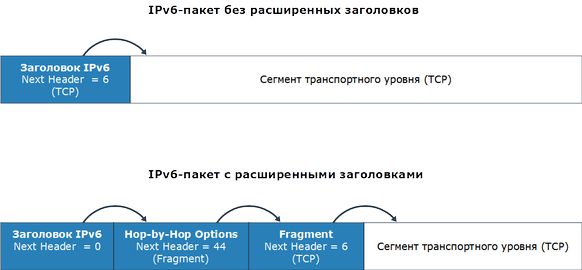 IPv6-пакет без расширенных заголовков
Заголовок IPv6
Next Header = 6
(TCP)
Сегмент транспортного уровня (TCP)
IPv6-пакет с расширенными заголовками
Заголовок IPv6
Next Header = 0
Hop-by-Hop Options
Next Header = 44
(Fragment)
Fragment
Next Header = 6
(TCP)
Сегмент транспортного уровня (TCP)